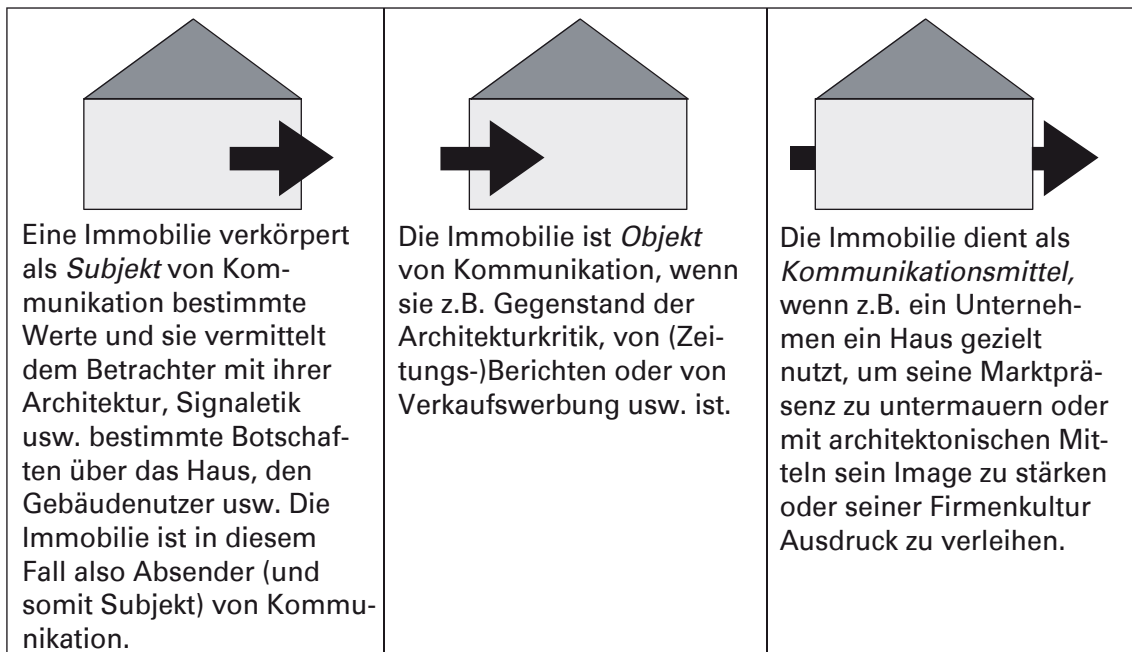 Eine Immobilie verkörpert
als Subjekt von Kom-
munikation bestimmte
Werte und sie vermittelt
dem Betrachter mit ihrer
Architektur, Signaletik
usw. bestimmte Botschaf-
ten über das Haus, den
Gebäudenutzer usw. Die
Immobilie ist in diesem
Fall also Absender (und
somit Subjekt) von Kommu-
nikation.
Die Immobilie ist Objekt
von Kommunikation, wenn
sie z.B. Gegenstand der
Architekturkritik, von (Zei-
tungs-)Berichten oder von
Verkaufswerbung usw. ist.
Die Immobilie dient als
Kommunikationsmittel,
wenn z.B. ein Unterneh-
men ein Haus gezielt
nutzt, um seine Marktprä-
senz zu untermauern oder
mit architektonischen Mit-
teln sein Image zu stärken
oder seiner Firmenkultur
Ausdruck zu verleihen.